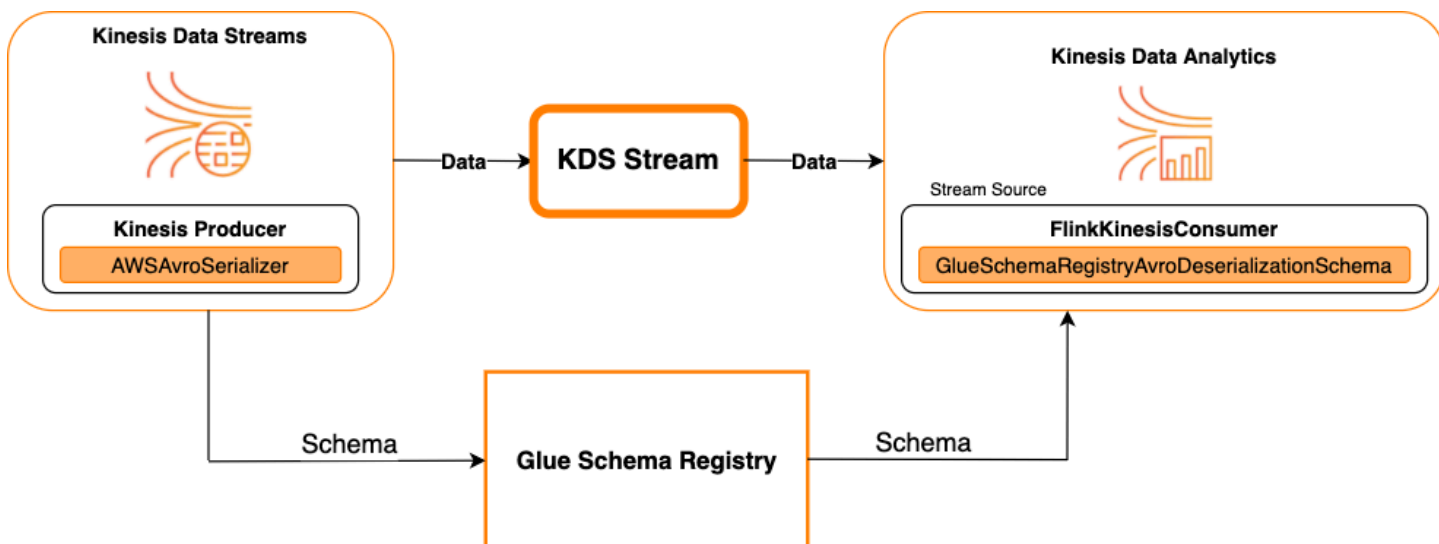 Kinesis Data Streams
Kinesis Producer
AWSAvroSerializer
Data
KDS Stream
Data
Kinesis Data Analytics
Stream Source
FlinkKinesisConsumer
GlueSchemaRegistryAvroDeserializationSchema
Schema
Glue Schema Registry
Schema